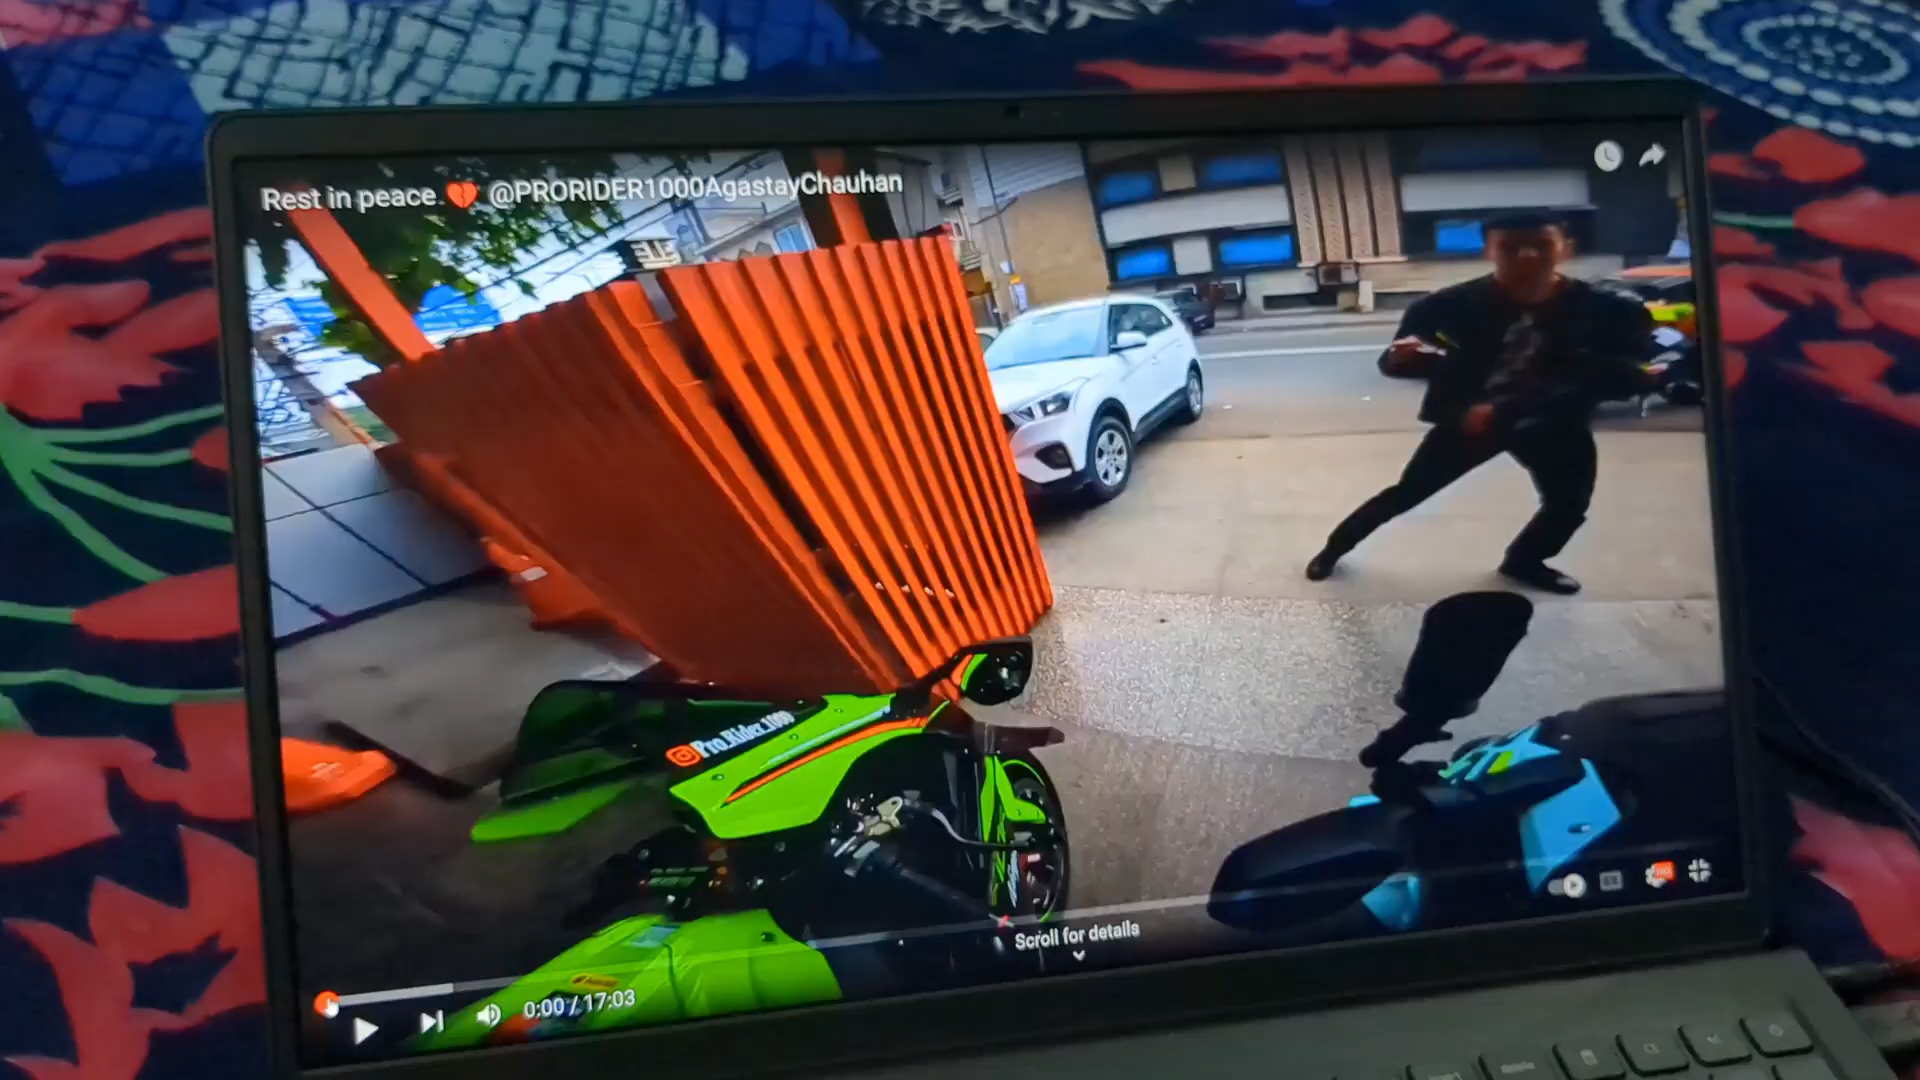 Rest in peace 💔 @PRORIDER1000AgastayChauhan
Pro.Rider.1000
Scroll for details
0:00 / 17:03